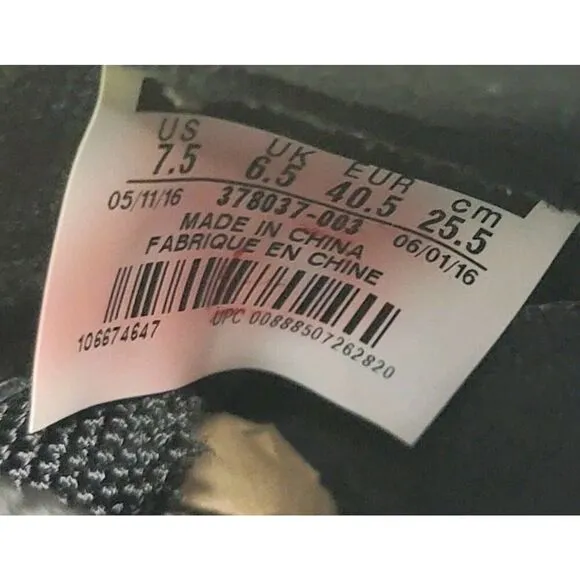 US UK EUR cm
7.5 6.5 40.5 25.5
05/11/16 378037-003 06/01/16
MADE IN CHINA
FABRIQUE EN CHINE
106674647 UPC 00888507262820